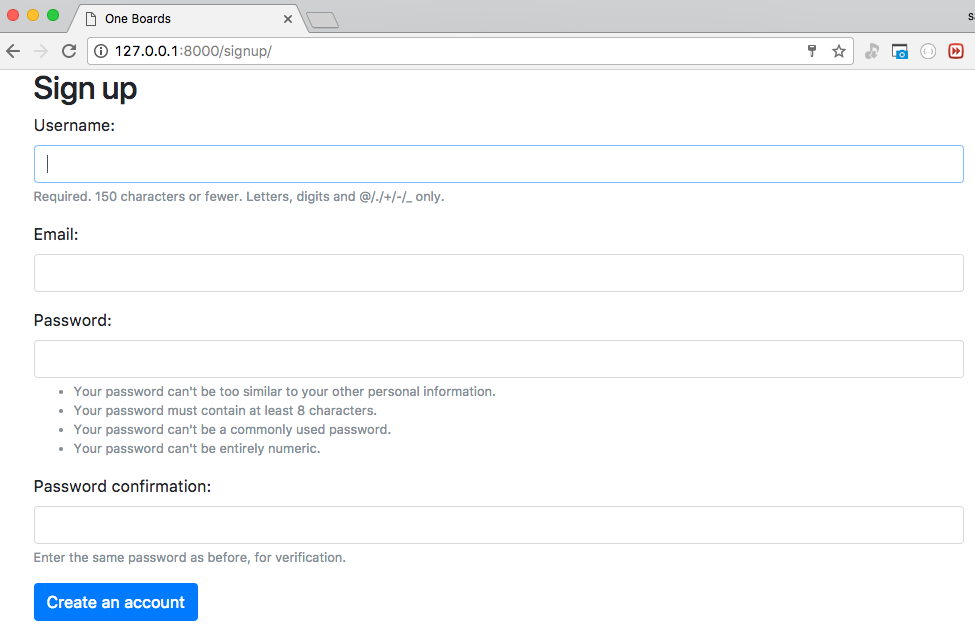 One Boards
s
127.0.0.1:8000/signup/
Sign up
Username:
Required. 150 characters or fewer. Letters, digits and @/./+/-/_ only.
Email:
Password:
Your password can't be too similar to your other personal information.
Your password must contain at least 8 characters.
Your password can't be a commonly used password.
Your password can't be entirely numeric.
Password confirmation:
Enter the same password as before, for verification.
Create an account